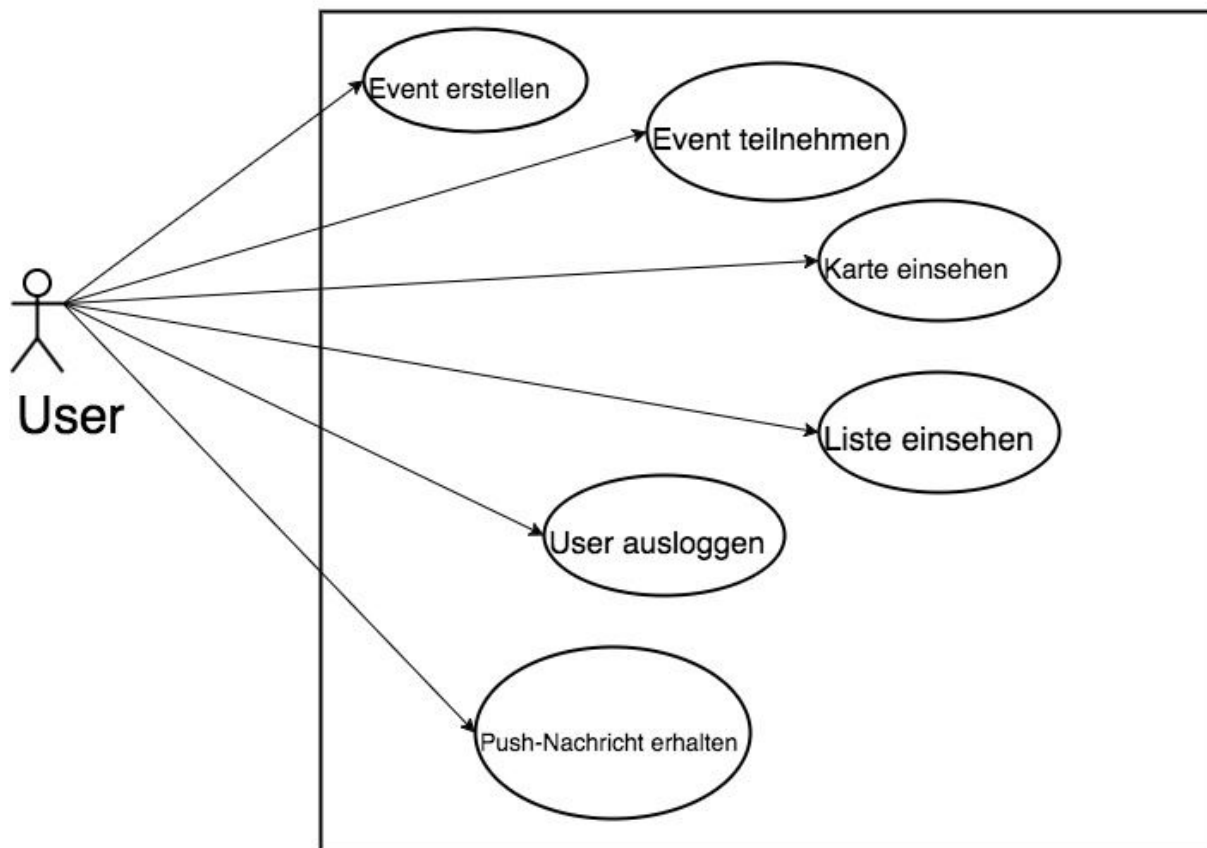 Event erstellen
Event teilnehmen
Karte einsehen
User
Liste einsehen
User ausloggen
Push-Nachricht erhalten